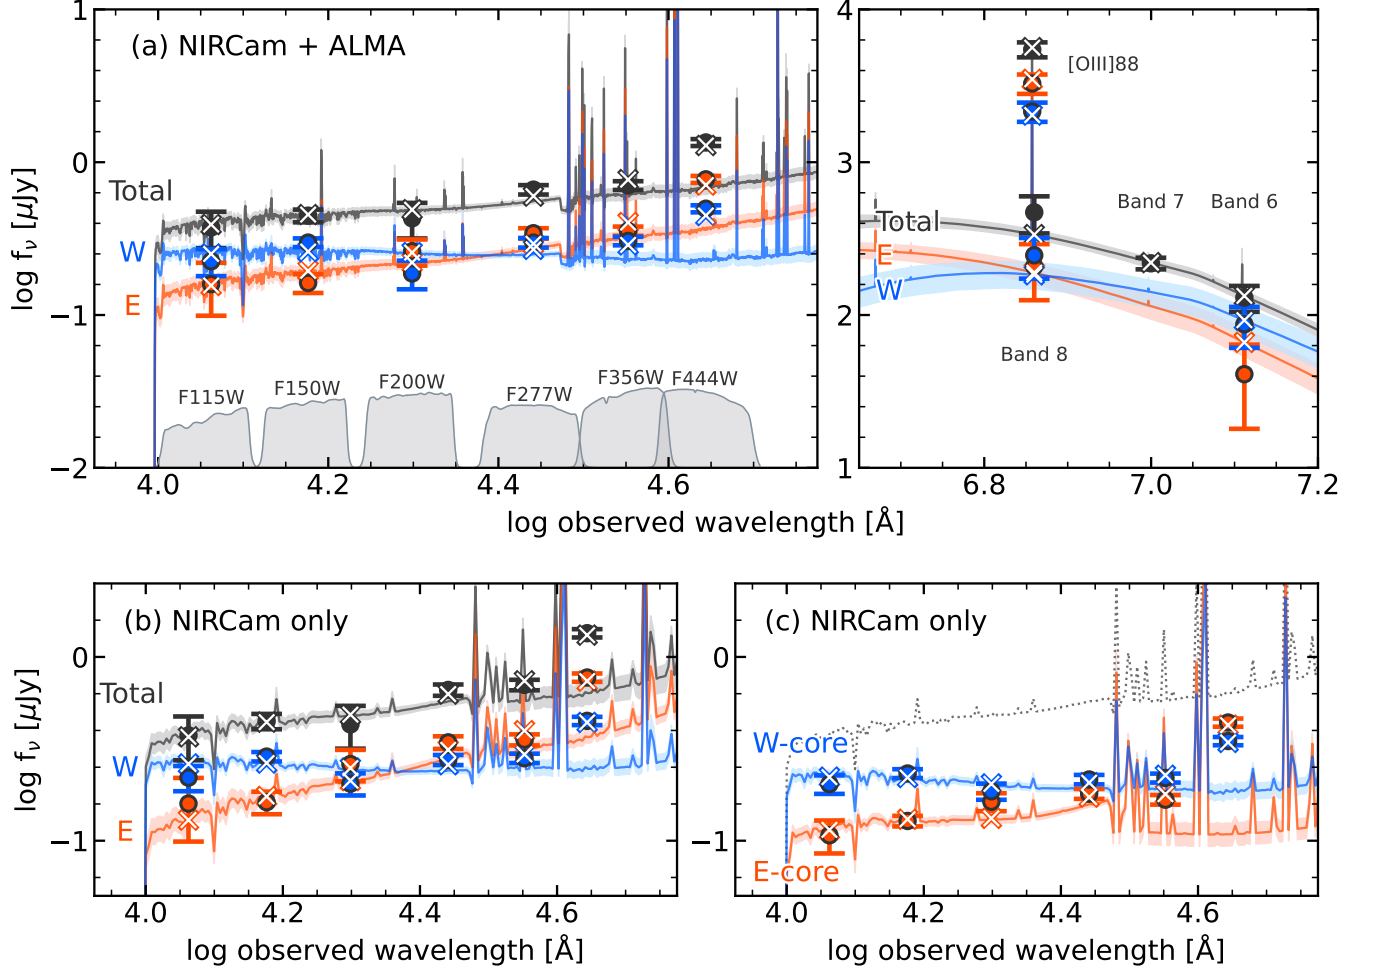 (a) NIRCam + ALMA
log f_ν [μJy]
1
0
−1
−2
Total
W
E
F115W
F150W
F200W
F277W
F356W
F444W
4.0
4.2
4.4
4.6
log observed wavelength [Å]
4
3
2
1
[OIII]88
Band 7
Band 6
Total
E
W
Band 8
6.8
7.0
7.2
log observed wavelength [Å]
(b) NIRCam only
log f_ν [μJy]
0
−1
Total
W
E
4.0
4.2
4.4
4.6
log observed wavelength [Å]
(c) NIRCam only
0
−1
W-core
E-core
4.0
4.2
4.4
4.6
log observed wavelength [Å]